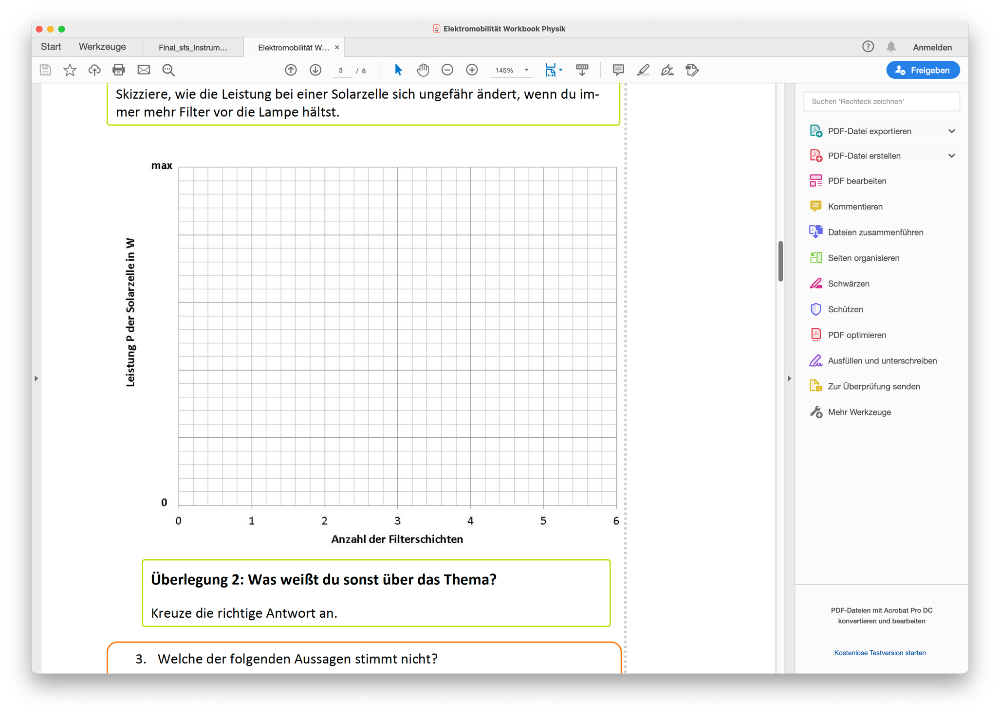 Elektromobilität Workbook Physik
Start Werkzeuge Final_sfs_Instrum... Elektromobilität W... × ? Anmelden
3 / 8 145% Freigeben
Skizziere, wie die Leistung bei einer Solarzelle sich ungefähr ändert, wenn du im-
mer mehr Filter vor die Lampe hältst.
max
Leistung P der Solarzelle in W
0
0 1 2 3 4 5 6
Anzahl der Filterschichten
Überlegung 2: Was weißt du sonst über das Thema?
Kreuze die richtige Antwort an.
3. Welche der folgenden Aussagen stimmt nicht?
Suchen 'Rechteck zeichnen'
PDF-Datei exportieren
PDF-Datei erstellen
PDF bearbeiten
Kommentieren
Dateien zusammenführen
Seiten organisieren
Schwärzen
Schützen
PDF optimieren
Ausfüllen und unterschreiben
Zur Überprüfung senden
Mehr Werkzeuge
PDF-Dateien mit Acrobat Pro DC
konvertieren und bearbeiten
Kostenlose Testversion starten